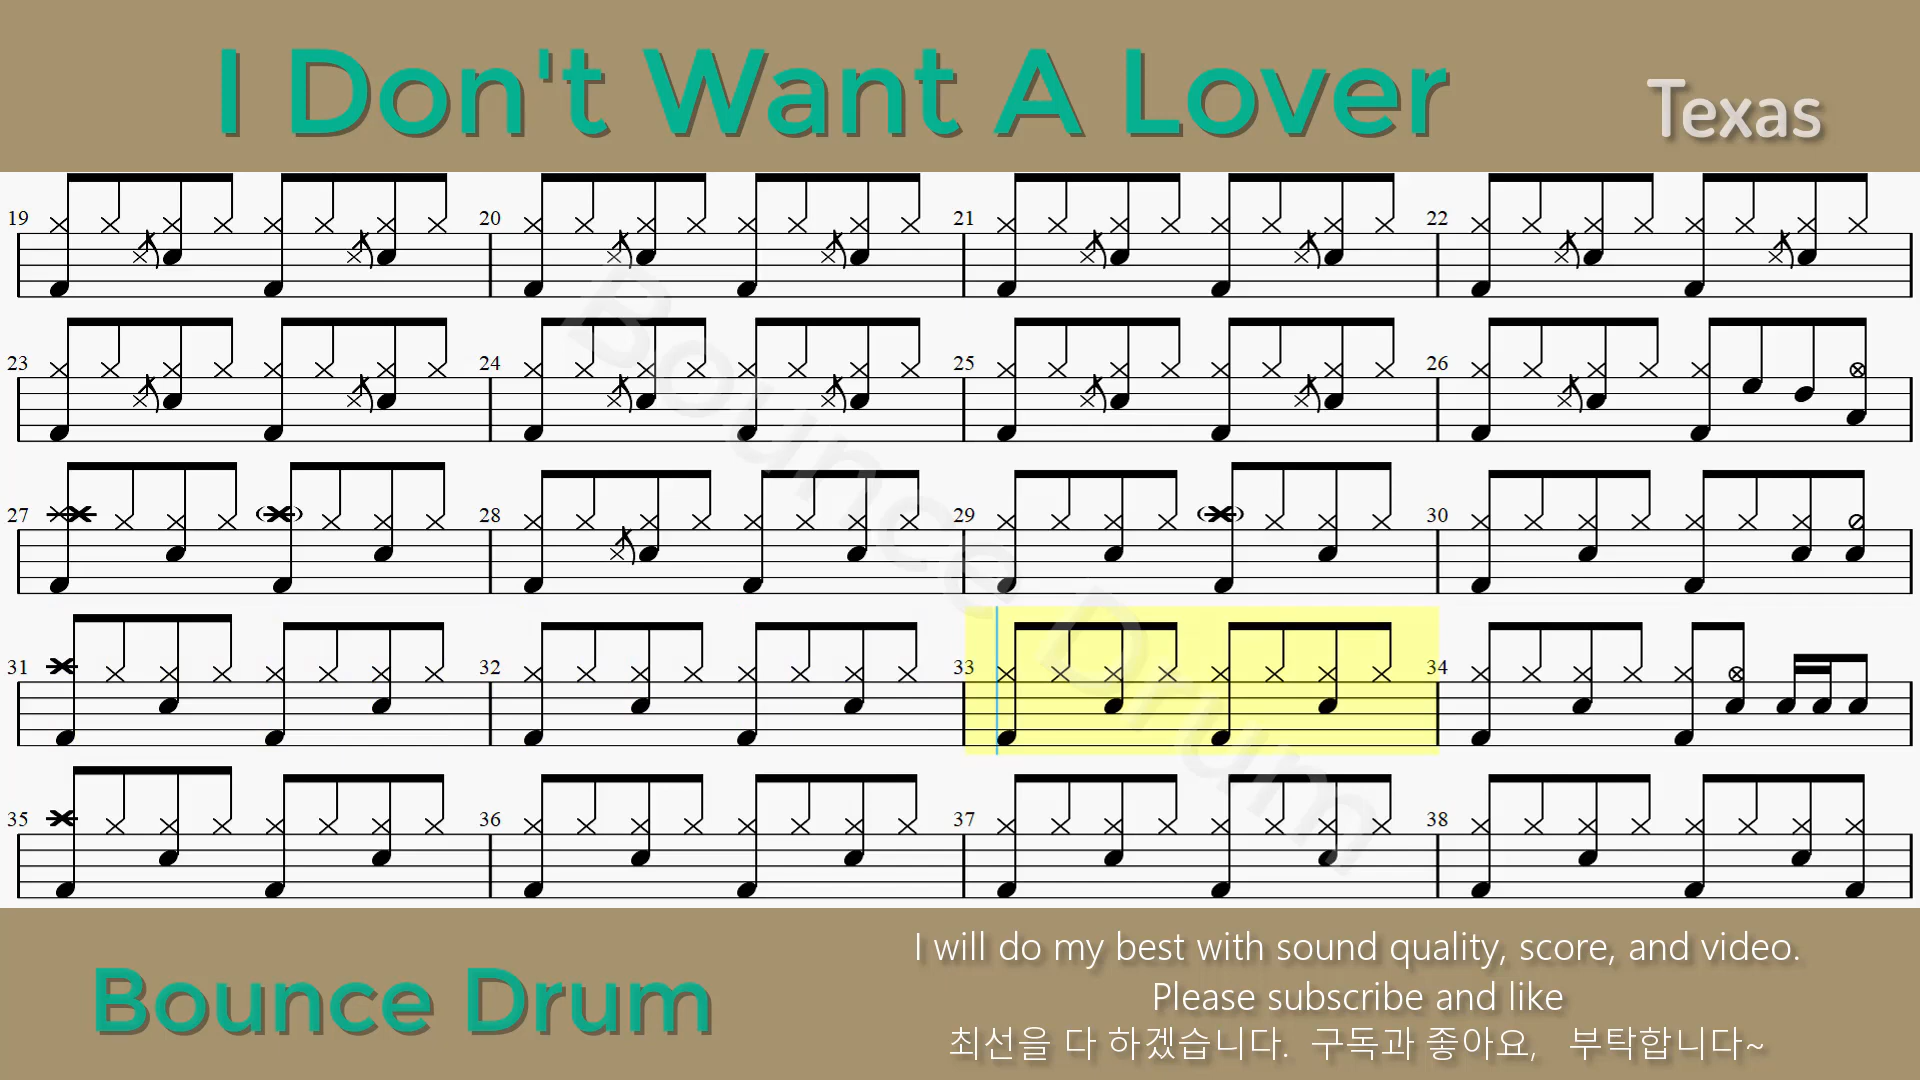 I Don't Want A Lover
Texas
19 20 21 22
23 24 25 26
27 28 29 30
31 32 33 34
35 36 37 38
Bounce Drum
Bounce Drum
I will do my best with sound quality, score, and video.
Please subscribe and like
최선을 다 하겠습니다. 구독과 좋아요, 부탁합니다~